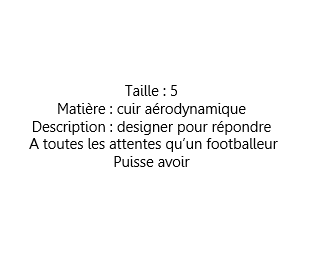 Taille : 5
Matière : cuir aérodynamique
Description : designer pour répondre
A toutes les attentes qu’un footballeur
Puisse avoir